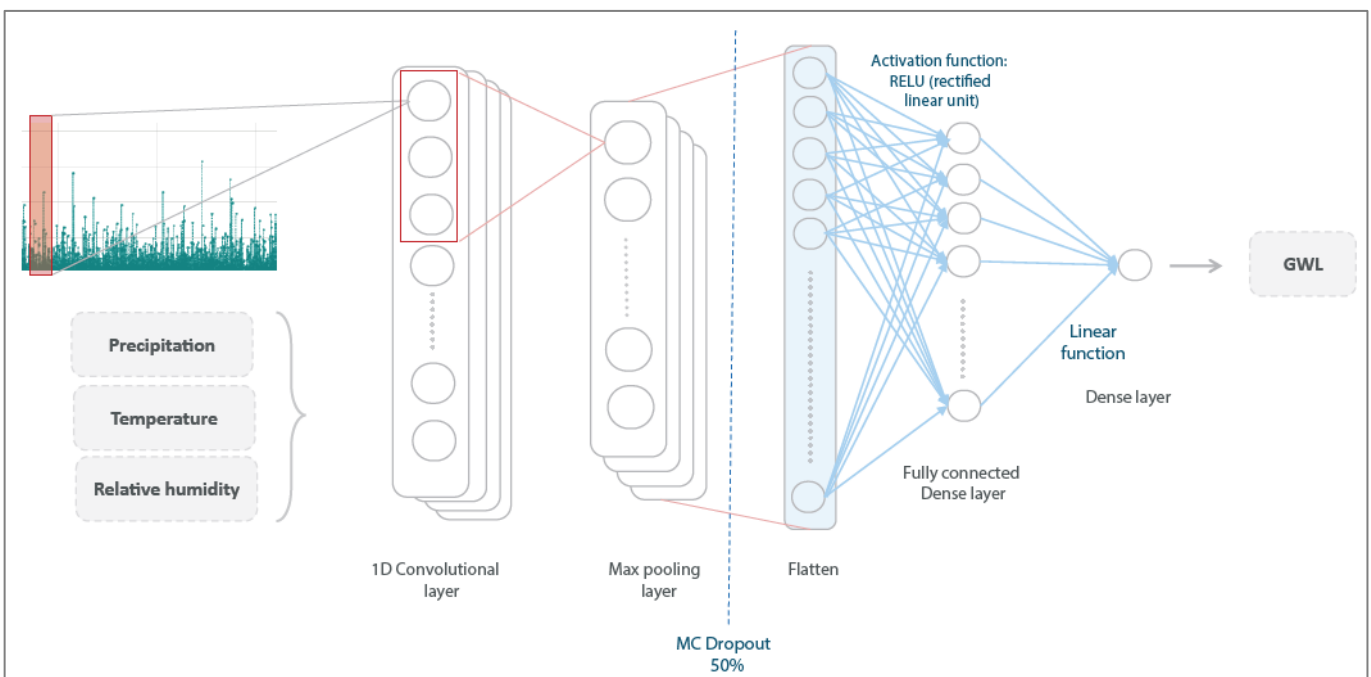 Activation function:
RELU (rectified
linear unit)
Precipitation
Temperature
Relative humidity
GWL
Linear
function
Dense layer
Fully connected
Dense layer
1D Convolutional
layer
Max pooling
layer
Flatten
MC Dropout
50%